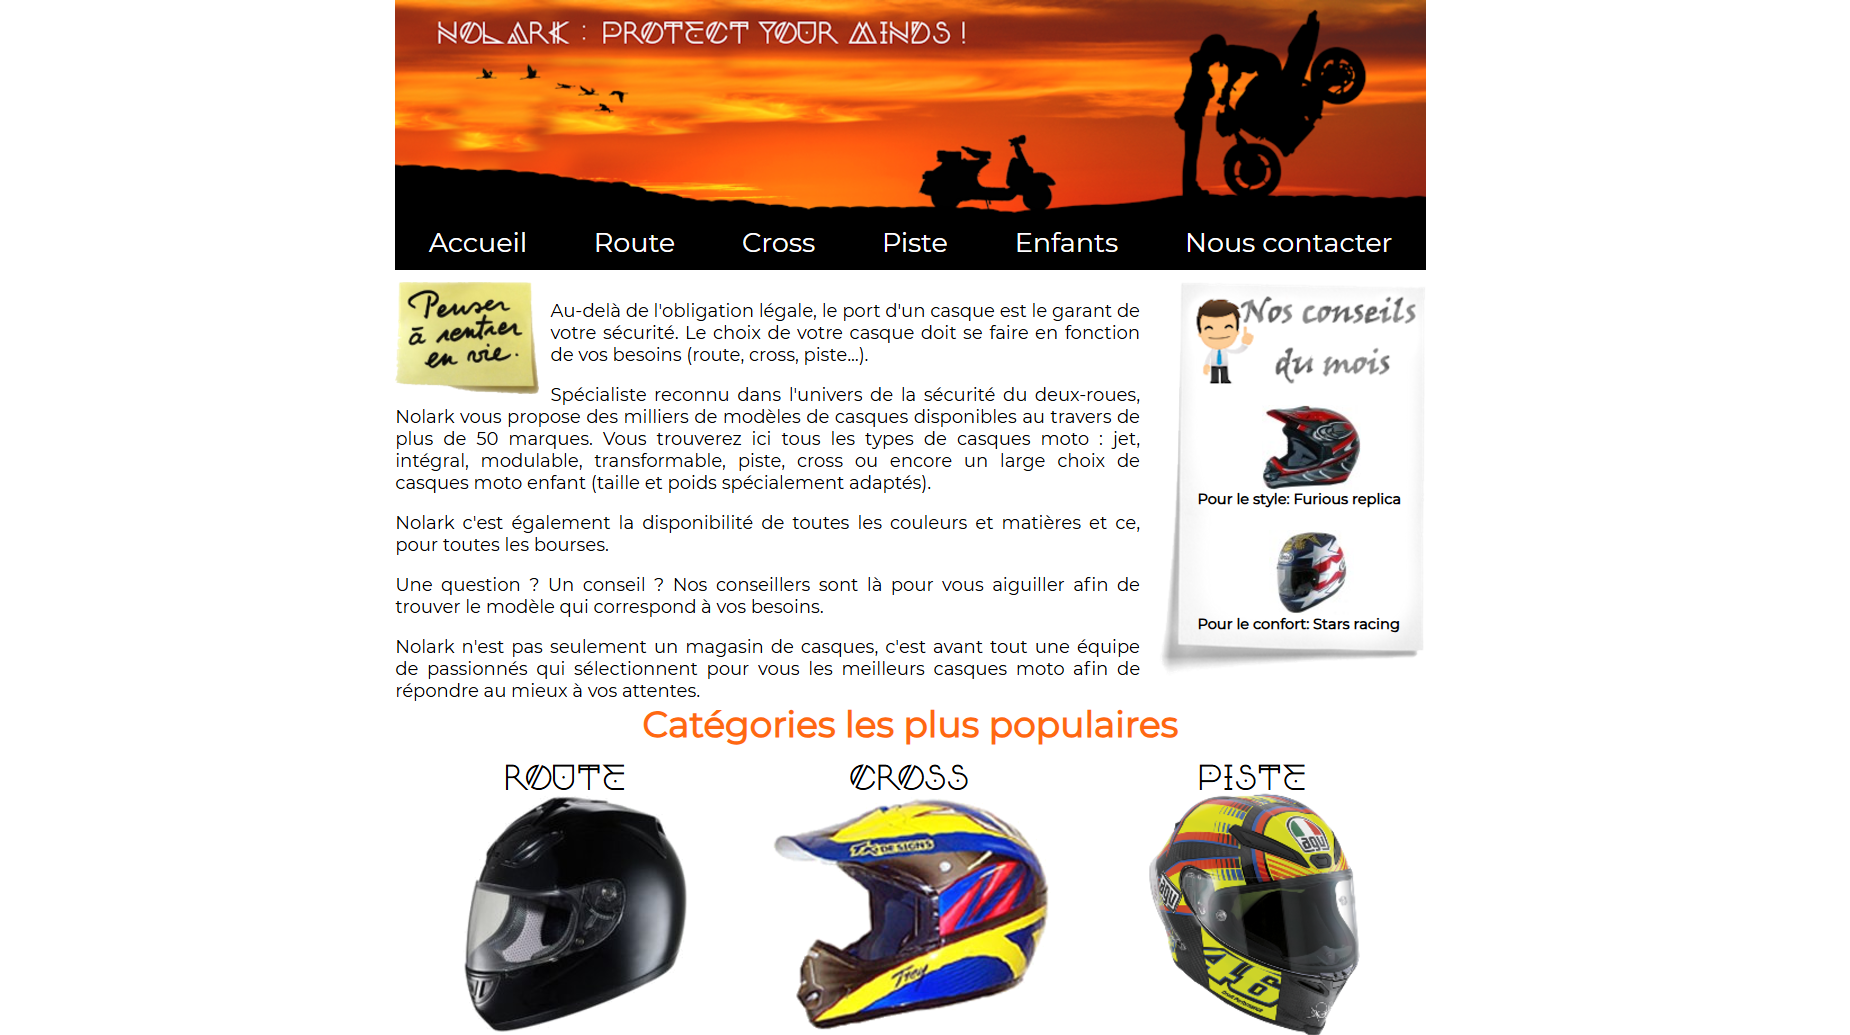 NOLARK : PROTECT YOUR MINDS !
Accueil Route Cross Piste Enfants Nous contacter
Penser
à rentrer
en vie.
Au-delà de l'obligation légale, le port d'un casque est le garant de
votre sécurité. Le choix de votre casque doit se faire en fonction
de vos besoins (route, cross, piste...).
Spécialiste reconnu dans l'univers de la sécurité du deux-roues,
Nolark vous propose des milliers de modèles de casques disponibles au travers de
plus de 50 marques. Vous trouverez ici tous les types de casques moto : jet,
intégral, modulable, transformable, piste, cross ou encore un large choix de
casques moto enfant (taille et poids spécialement adaptés).
Nolark c'est également la disponibilité de toutes les couleurs et matières et ce,
pour toutes les bourses.
Une question ? Un conseil ? Nos conseillers sont là pour vous aiguiller afin de
trouver le modèle qui correspond à vos besoins.
Nolark n'est pas seulement un magasin de casques, c'est avant tout une équipe
de passionnés qui sélectionnent pour vous les meilleurs casques moto afin de
répondre au mieux à vos attentes.
Nos conseils
du mois
Pour le style: Furious replica
Pour le confort: Stars racing
Catégories les plus populaires
ROUTE
CROSS
PISTE
DESIGNS
Troy
agv
agv
46